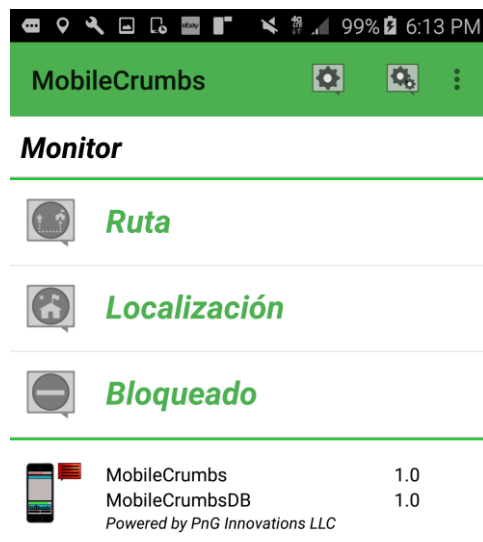 99% 6:13 PM
MobileCrumbs
Monitor
Ruta
Localización
Bloqueado
MobileCrumbs 1.0
MobileCrumbsDB 1.0
Powered by PnG Innovations LLC